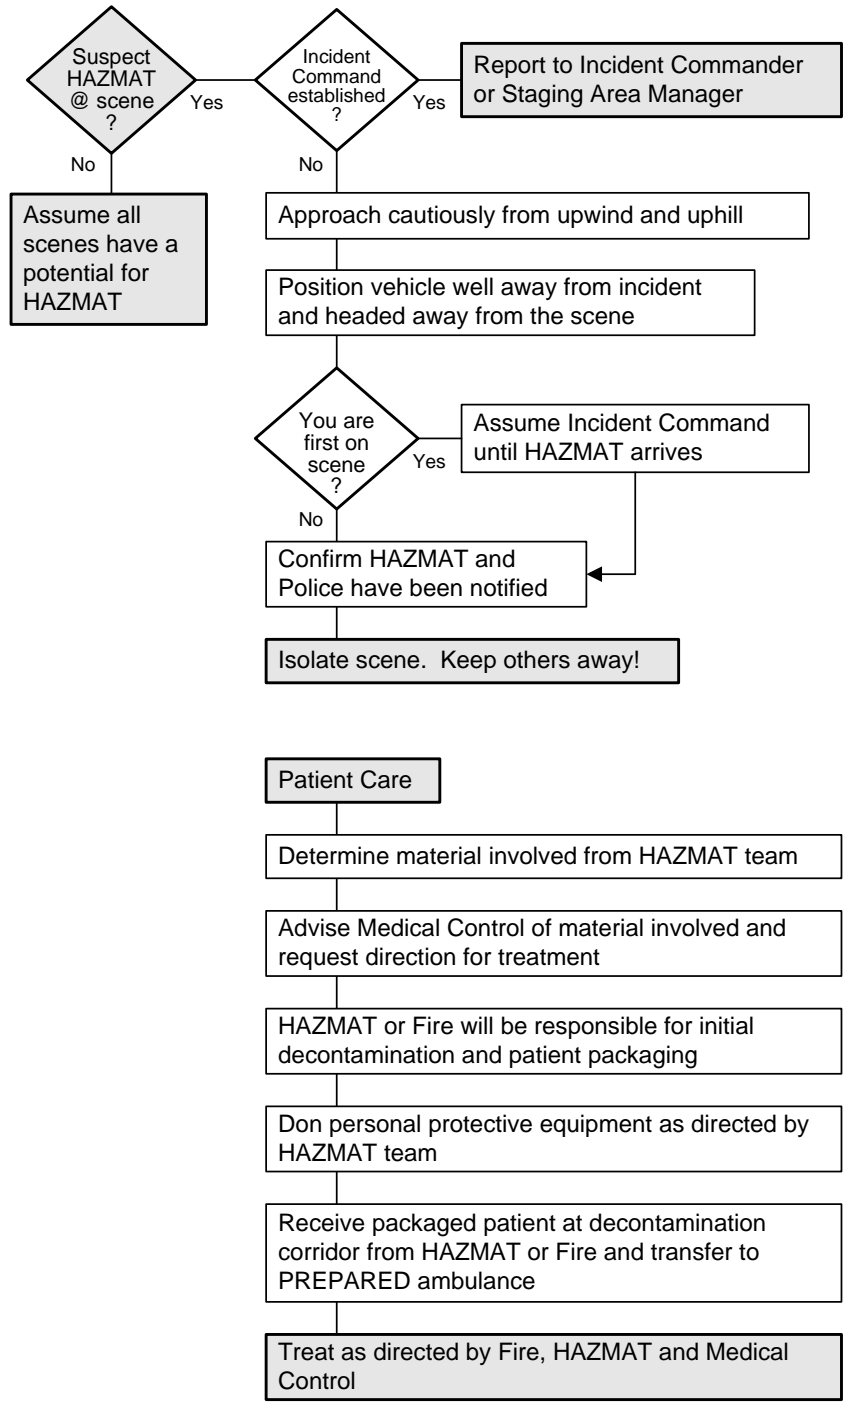 Suspect
HAZMAT
@ scene
?
Yes
No
Assume all
scenes have a
potential for
HAZMAT
Incident
Command
established
?
Yes
No
Report to Incident Commander
or Staging Area Manager
Approach cautiously from upwind and uphill
Position vehicle well away from incident
and headed away from the scene
You are
first on
scene
?
Yes
No
Assume Incident Command
until HAZMAT arrives
Confirm HAZMAT and
Police have been notified
Isolate scene.  Keep others away!
Patient Care
Determine material involved from HAZMAT team
Advise Medical Control of material involved and
request direction for treatment
HAZMAT or Fire will be responsible for initial
decontamination and patient packaging
Don personal protective equipment as directed by
HAZMAT team
Receive packaged patient at decontamination
corridor from HAZMAT or Fire and transfer to
PREPARED ambulance
Treat as directed by Fire, HAZMAT and Medical
Control